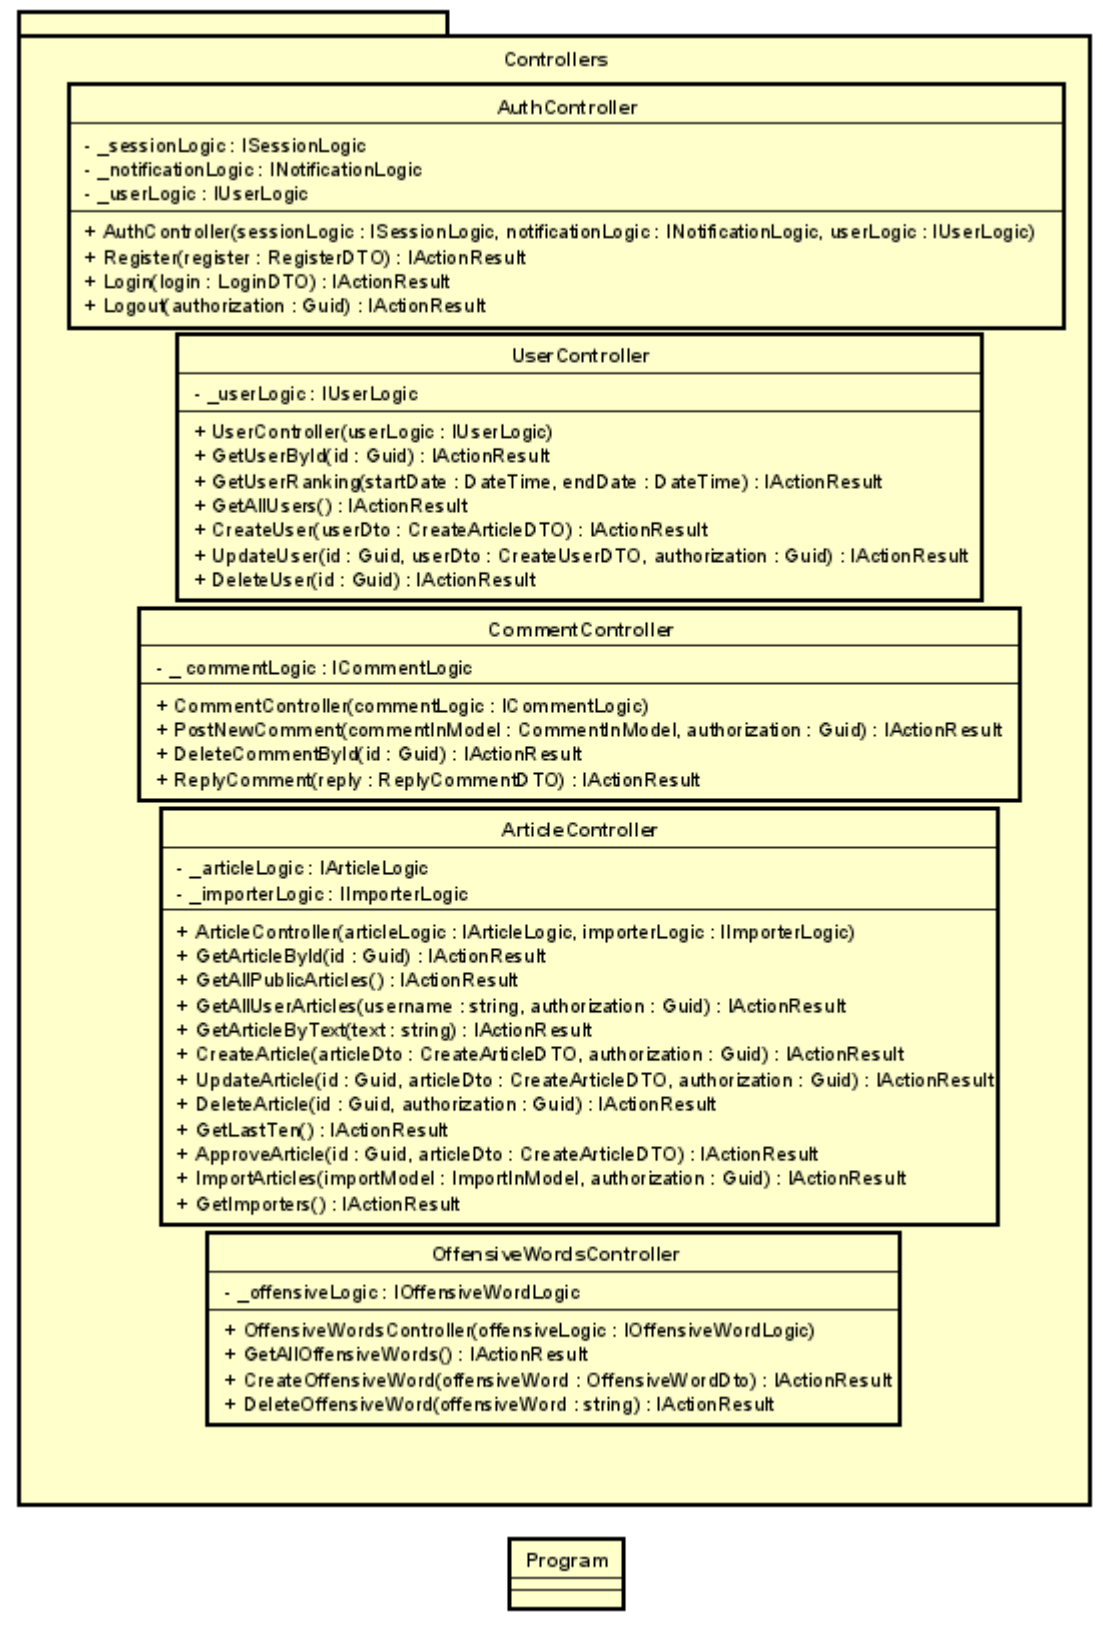 Controllers
AuthController
- _sessionLogic : ISessionLogic
- _notificationLogic : INotificationLogic
- _userLogic : IUserLogic
+ AuthController(sessionLogic : ISessionLogic, notificationLogic : INotificationLogic, userLogic : IUserLogic)
+ Register(register : RegisterDTO) : IActionResult
+ Login(login : LoginDTO) : IActionResult
+ Logout(authorization : Guid) : IActionResult
UserController
- _userLogic : IUserLogic
+ UserController(userLogic : IUserLogic)
+ GetUserById(id : Guid) : IActionResult
+ GetUserRanking(startDate : DateTime, endDate : DateTime) : IActionResult
+ GetAllUsers() : IActionResult
+ CreateUser(userDto : CreateArticleDTO) : IActionResult
+ UpdateUser(id : Guid, userDto : CreateUserDTO, authorization : Guid) : IActionResult
+ DeleteUser(id : Guid) : IActionResult
CommentController
- _ commentLogic : ICommentLogic
+ CommentController(commentLogic : ICommentLogic)
+ PostNewComment(commentInModel : CommentInModel, authorization : Guid) : IActionResult
+ DeleteCommentById(id : Guid) : IActionResult
+ ReplyComment(reply : ReplyCommentDTO) : IActionResult
ArticleController
- _articleLogic : IArticleLogic
- _importerLogic : IImporterLogic
+ ArticleController(articleLogic : IArticleLogic, importerLogic : IImporterLogic)
+ GetArticleById(id : Guid) : IActionResult
+ GetAllPublicArticles() : IActionResult
+ GetAllUserArticles(username : string, authorization : Guid) : IActionResult
+ GetArticleByText(text : string) : IActionResult
+ CreateArticle(articleDto : CreateArticleDTO, authorization : Guid) : IActionResult
+ UpdateArticle(id : Guid, articleDto : CreateArticleDTO, authorization : Guid) : IActionResult
+ DeleteArticle(id : Guid, authorization : Guid) : IActionResult
+ GetLastTen() : IActionResult
+ ApproveArticle(id : Guid, articleDto : CreateArticleDTO) : IActionResult
+ ImportArticles(importModel : ImportInModel, authorization : Guid) : IActionResult
+ GetImporters() : IActionResult
OffensiveWordsController
- _offensiveLogic : IOffensiveWordLogic
+ OffensiveWordsController(offensiveLogic : IOffensiveWordLogic)
+ GetAllOffensiveWords() : IActionResult
+ CreateOffensiveWord(offensiveWord : OffensiveWordDto) : IActionResult
+ DeleteOffensiveWord(offensiveWord : string) : IActionResult
Program